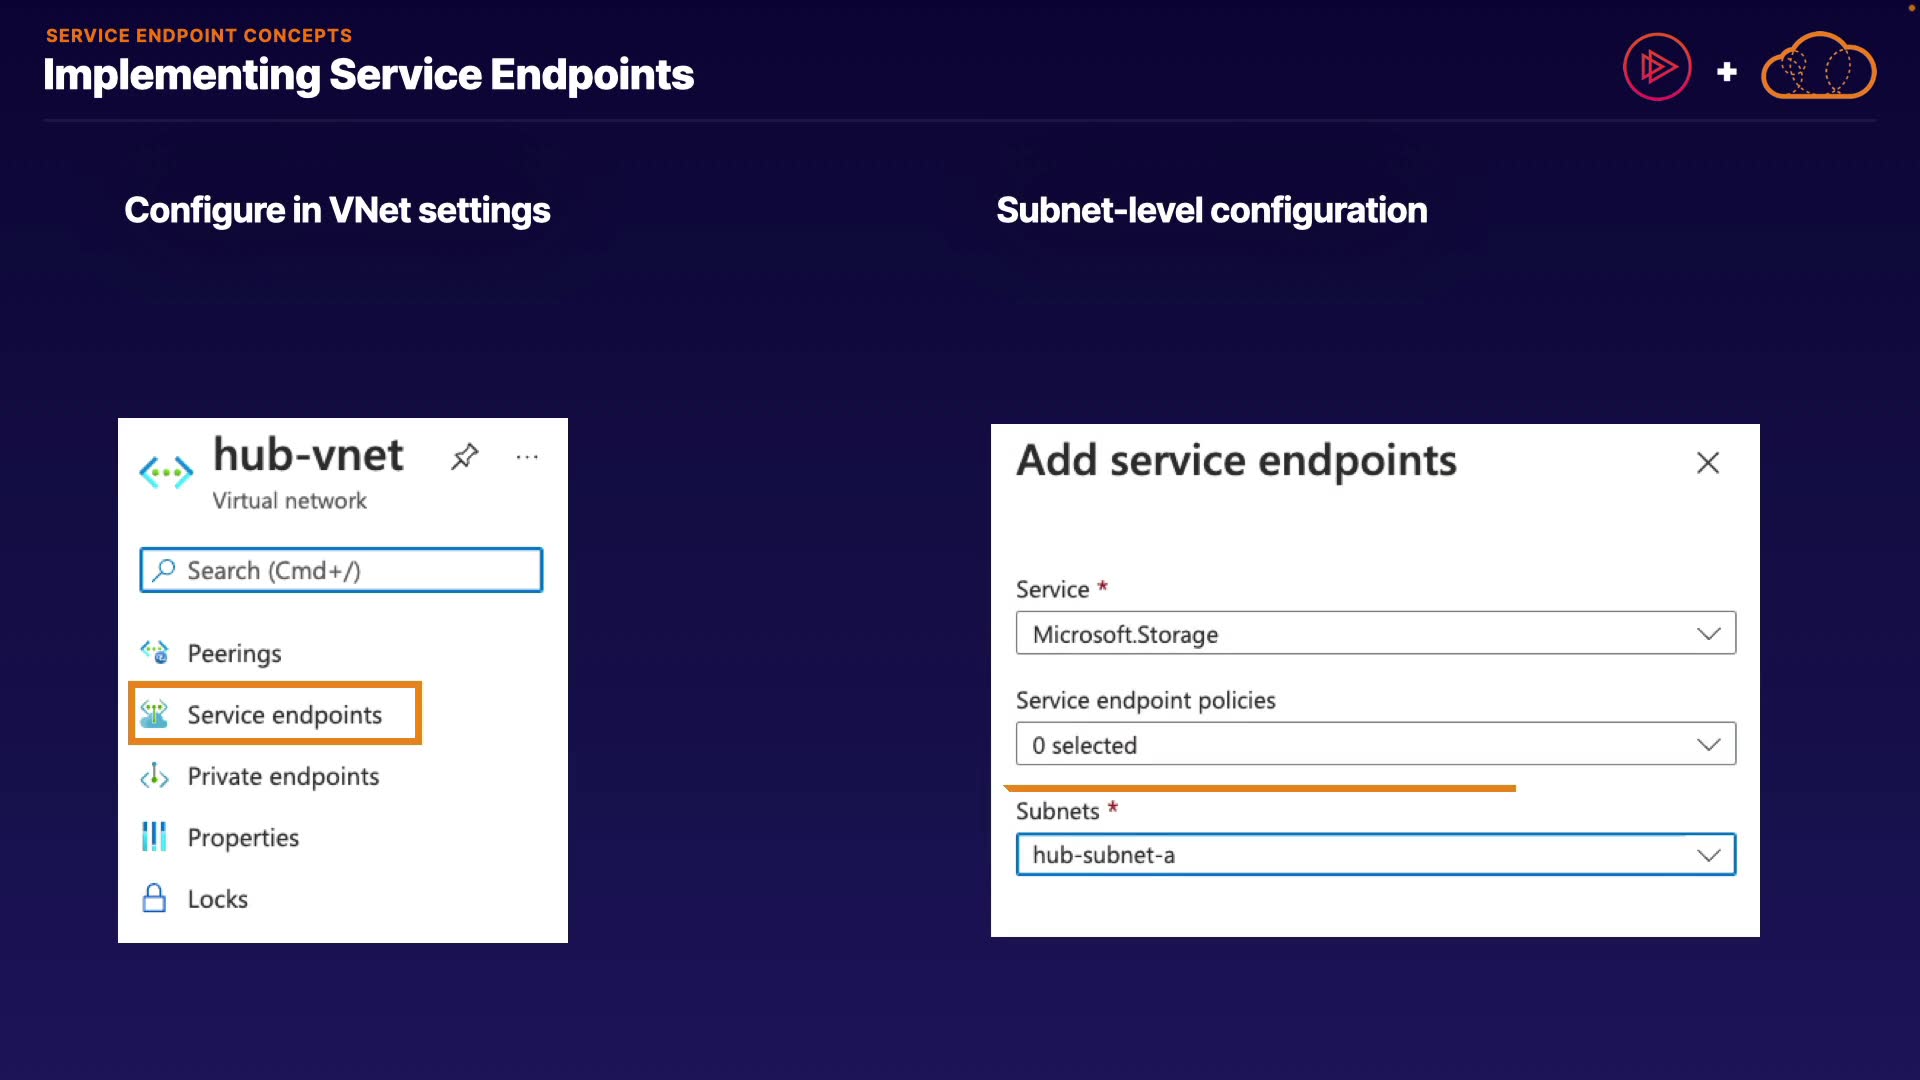 SERVICE ENDPOINT CONCEPTS
Implementing Service Endpoints
+
Configure in VNet settings
hub-vnet
...
Virtual network
Search (Cmd+/)
Peerings
Service endpoints
Private endpoints
Properties
Locks
Subnet-level configuration
Add service endpoints
Service *
Microsoft.Storage
Service endpoint policies
0 selected
Subnets *
hub-subnet-a